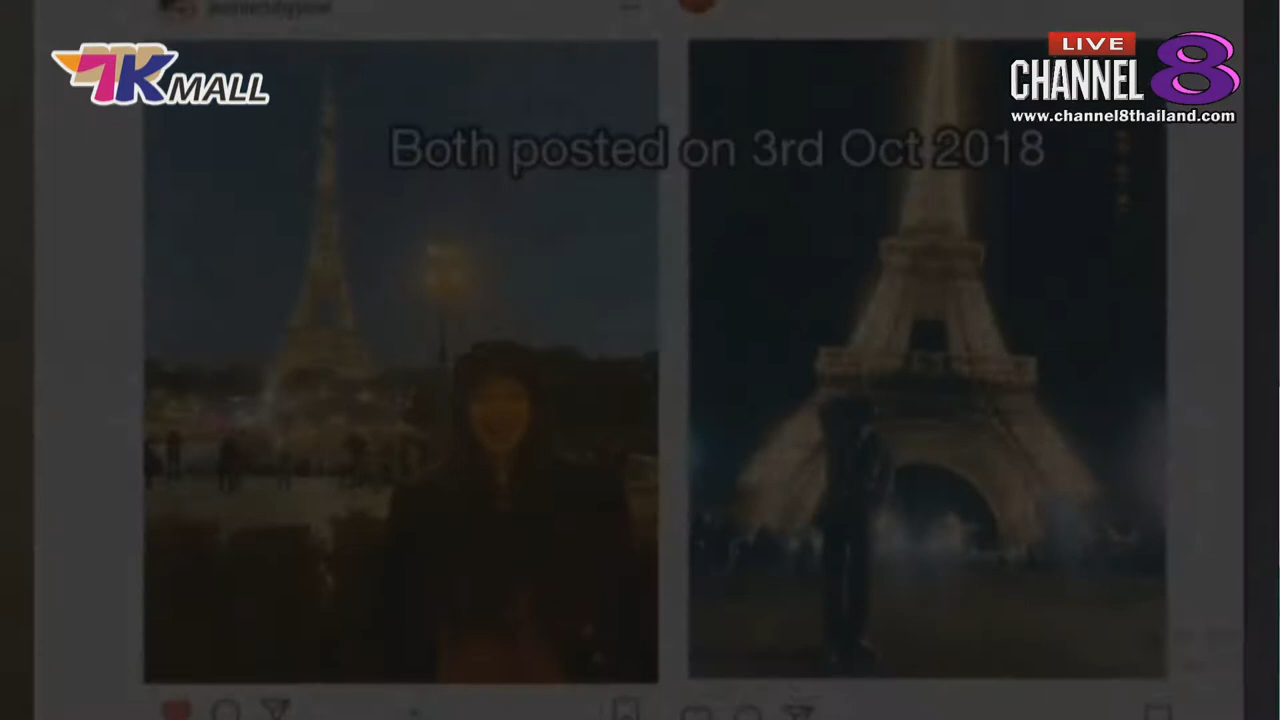 7K MALL
LIVE
CHANNEL 8
www.channel8thailand.com
Both posted on 3rd Oct 2018